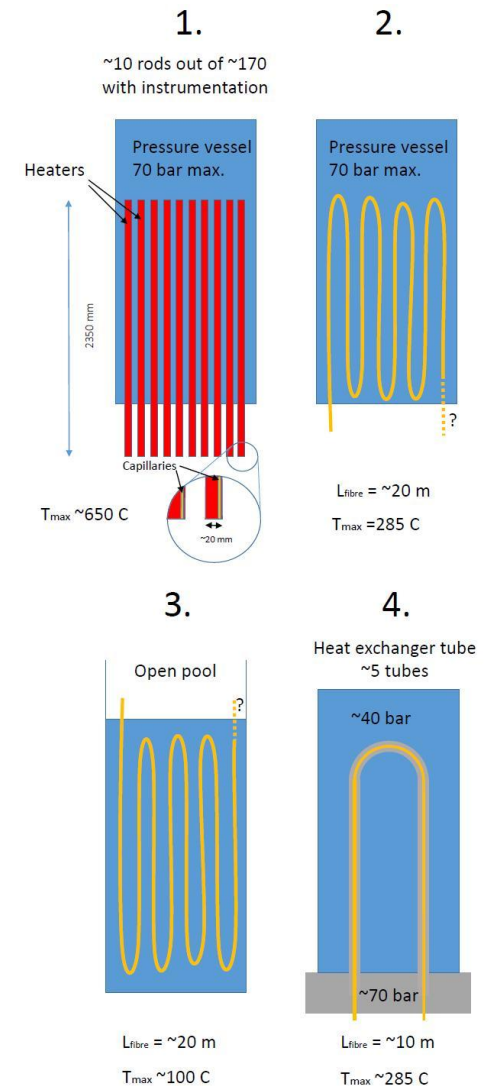 1.
~10 rods out of ~170
with instrumentation
Pressure vessel
70 bar max.
Heaters
2350 mm
Capillaries
Tmax ~650 C
~20 mm
2.
Pressure vessel
70 bar max.
?
Lfibre = ~20 m
Tmax =285 C
3.
Open pool
?
Lfibre = ~20 m
Tmax ~100 C
4.
Heat exchanger tube
~5 tubes
~40 bar
~70 bar
Lfibre = ~10 m
Tmax ~285 C